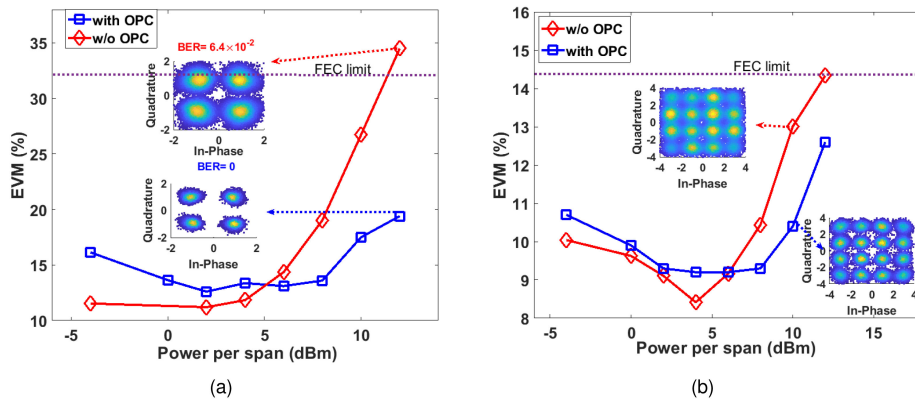 with OPC
w/o OPC
BER= 6.4×10-2
FEC limit
Quadrature
2
0
-2
-2
0
2
In-Phase
BER= 0
Quadrature
2
0
-2
-2
0
2
In-Phase
EVM (%)
35
30
25
20
15
10
-5
0
5
10
Power per span (dBm)
(a)
w/o OPC
with OPC
FEC limit
Quadrature
4
2
0
-2
-4
-4
-2
0
2
4
In-Phase
Quadrature
4
2
0
-2
-4
-4
-2
0
2
4
In-Phase
EVM (%)
16
15
14
13
12
11
10
9
8
-5
0
5
10
15
Power per span (dBm)
(b)